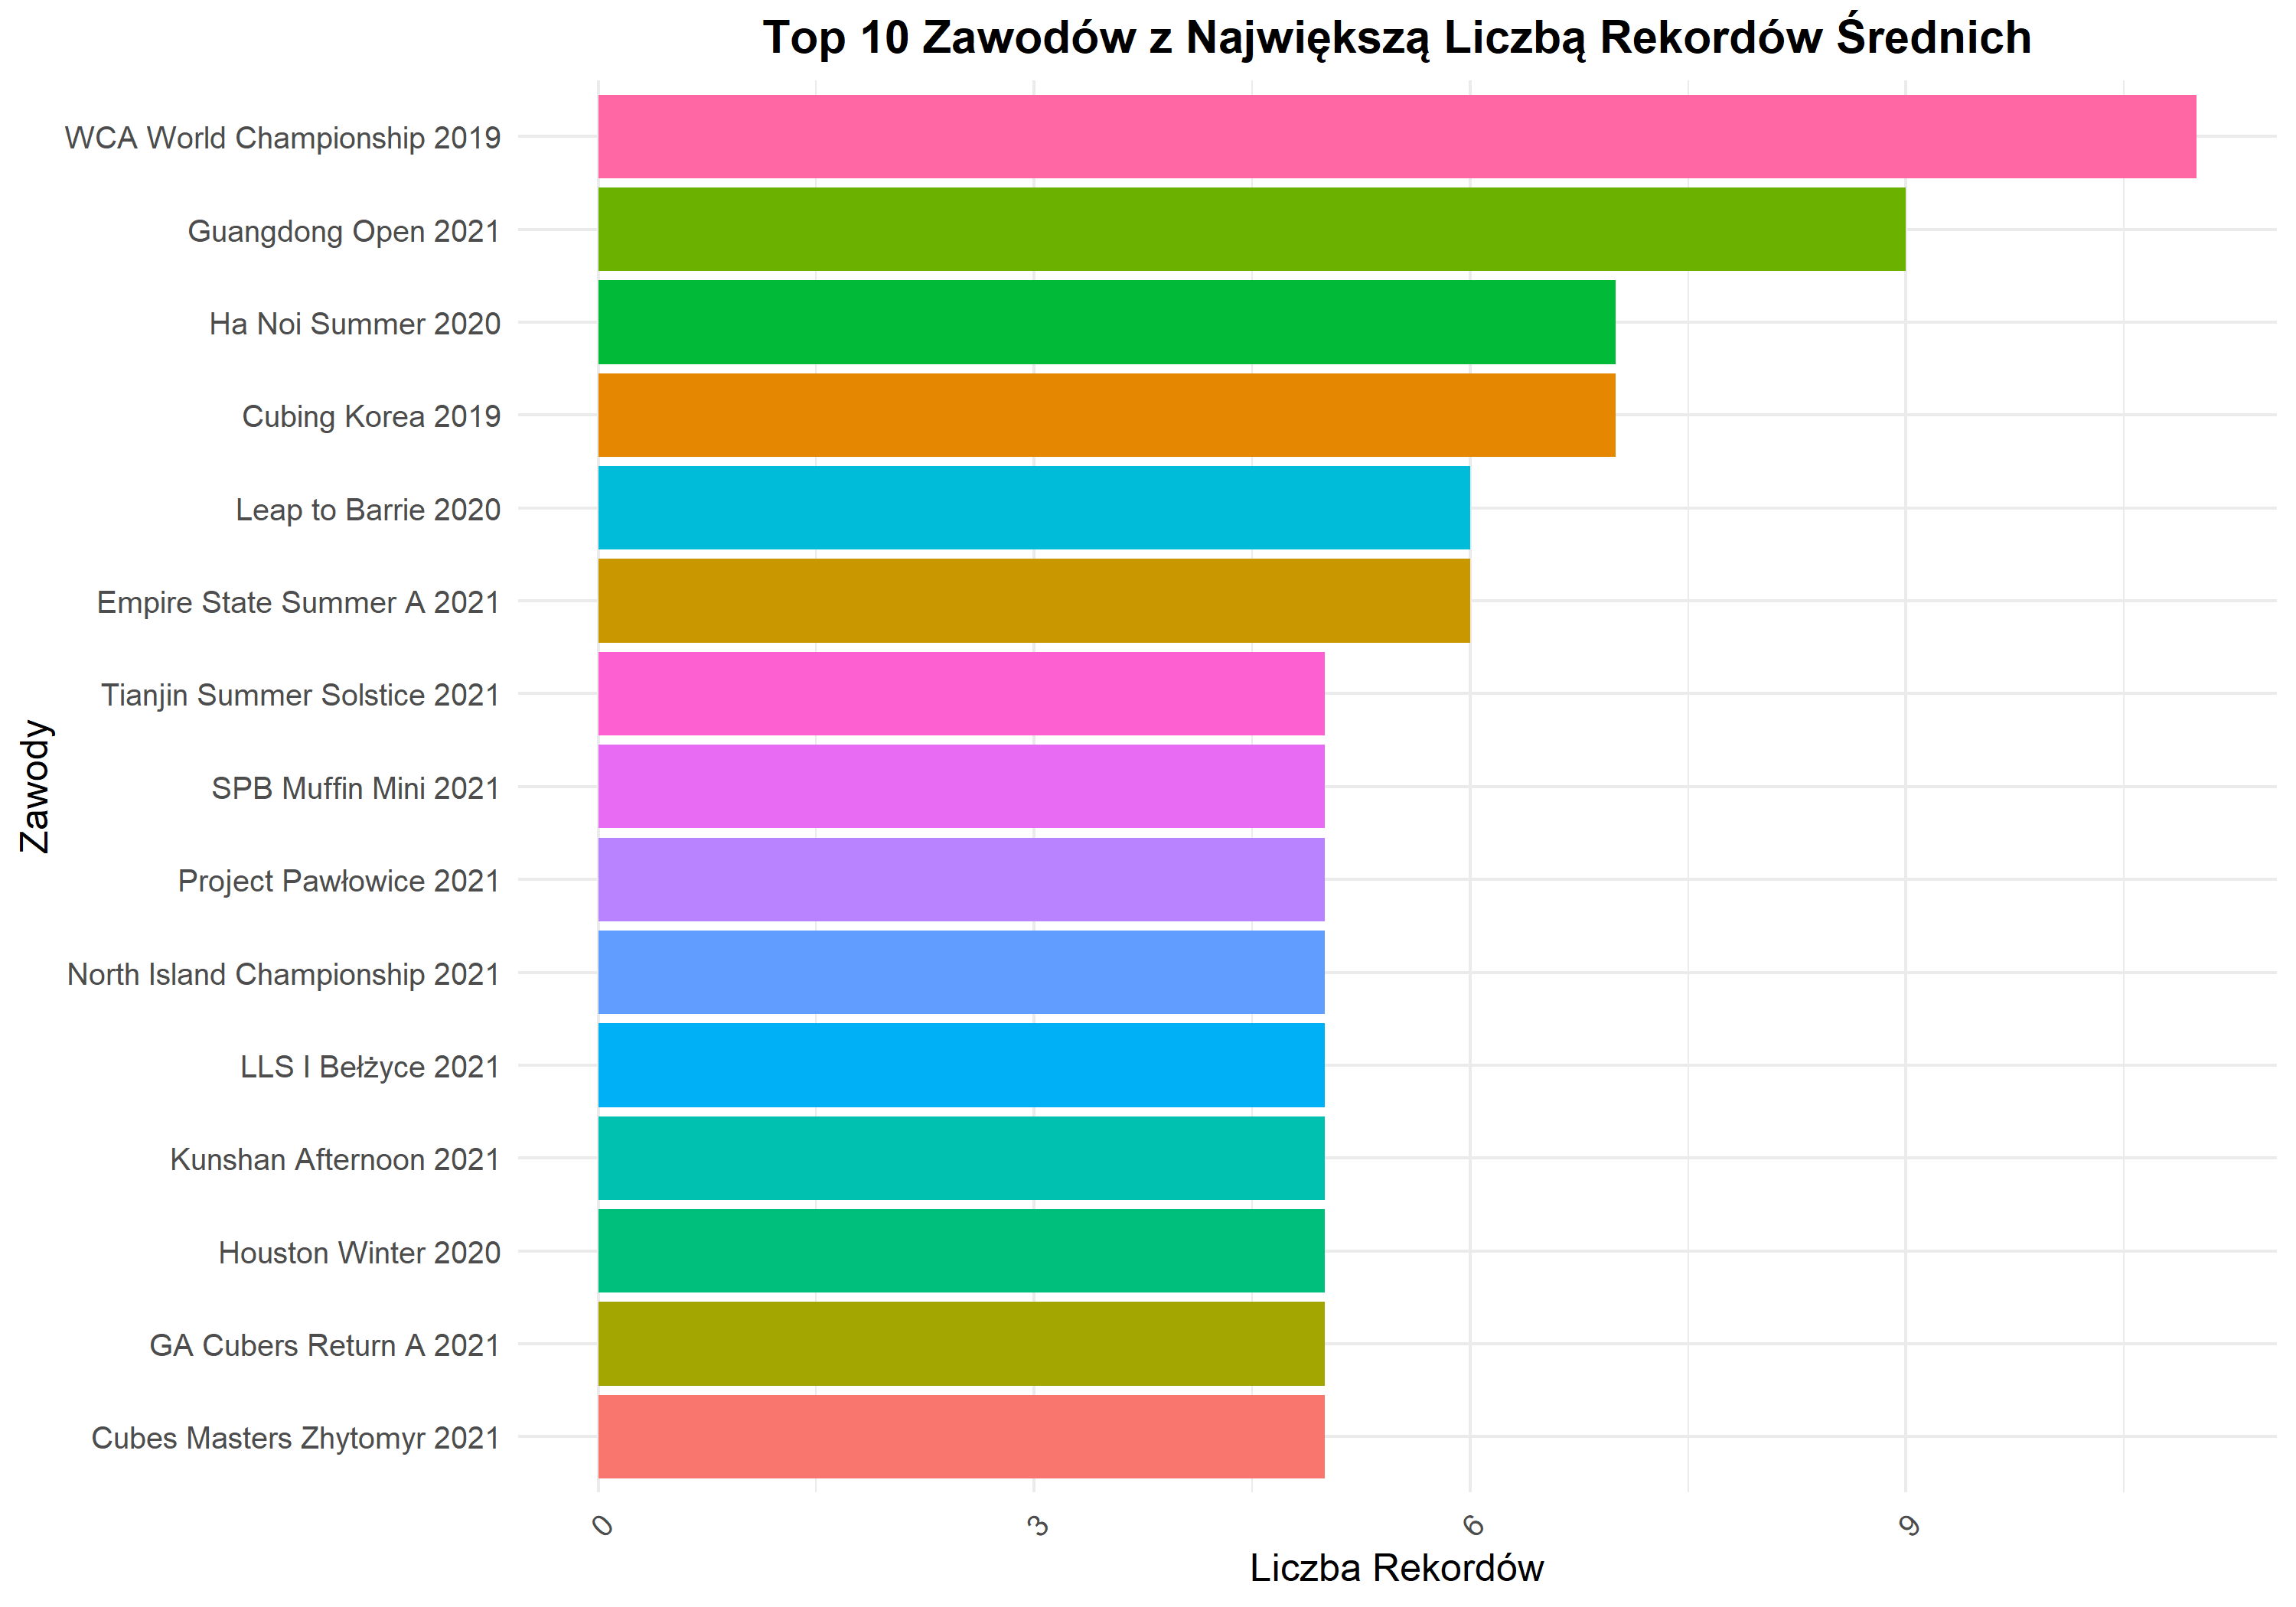 Top 10 Zawodów z Największą Liczbą Rekordów Średnich
WCA World Championship 2019
Guangdong Open 2021
Ha Noi Summer 2020
Cubing Korea 2019
Leap to Barrie 2020
Empire State Summer A 2021
Tianjin Summer Solstice 2021
SPB Muffin Mini 2021
Project Pawłowice 2021
North Island Championship 2021
LLS I Bełżyce 2021
Kunshan Afternoon 2021
Houston Winter 2020
GA Cubers Return A 2021
Cubes Masters Zhytomyr 2021
Zawody
0 3 6 9
Liczba Rekordów